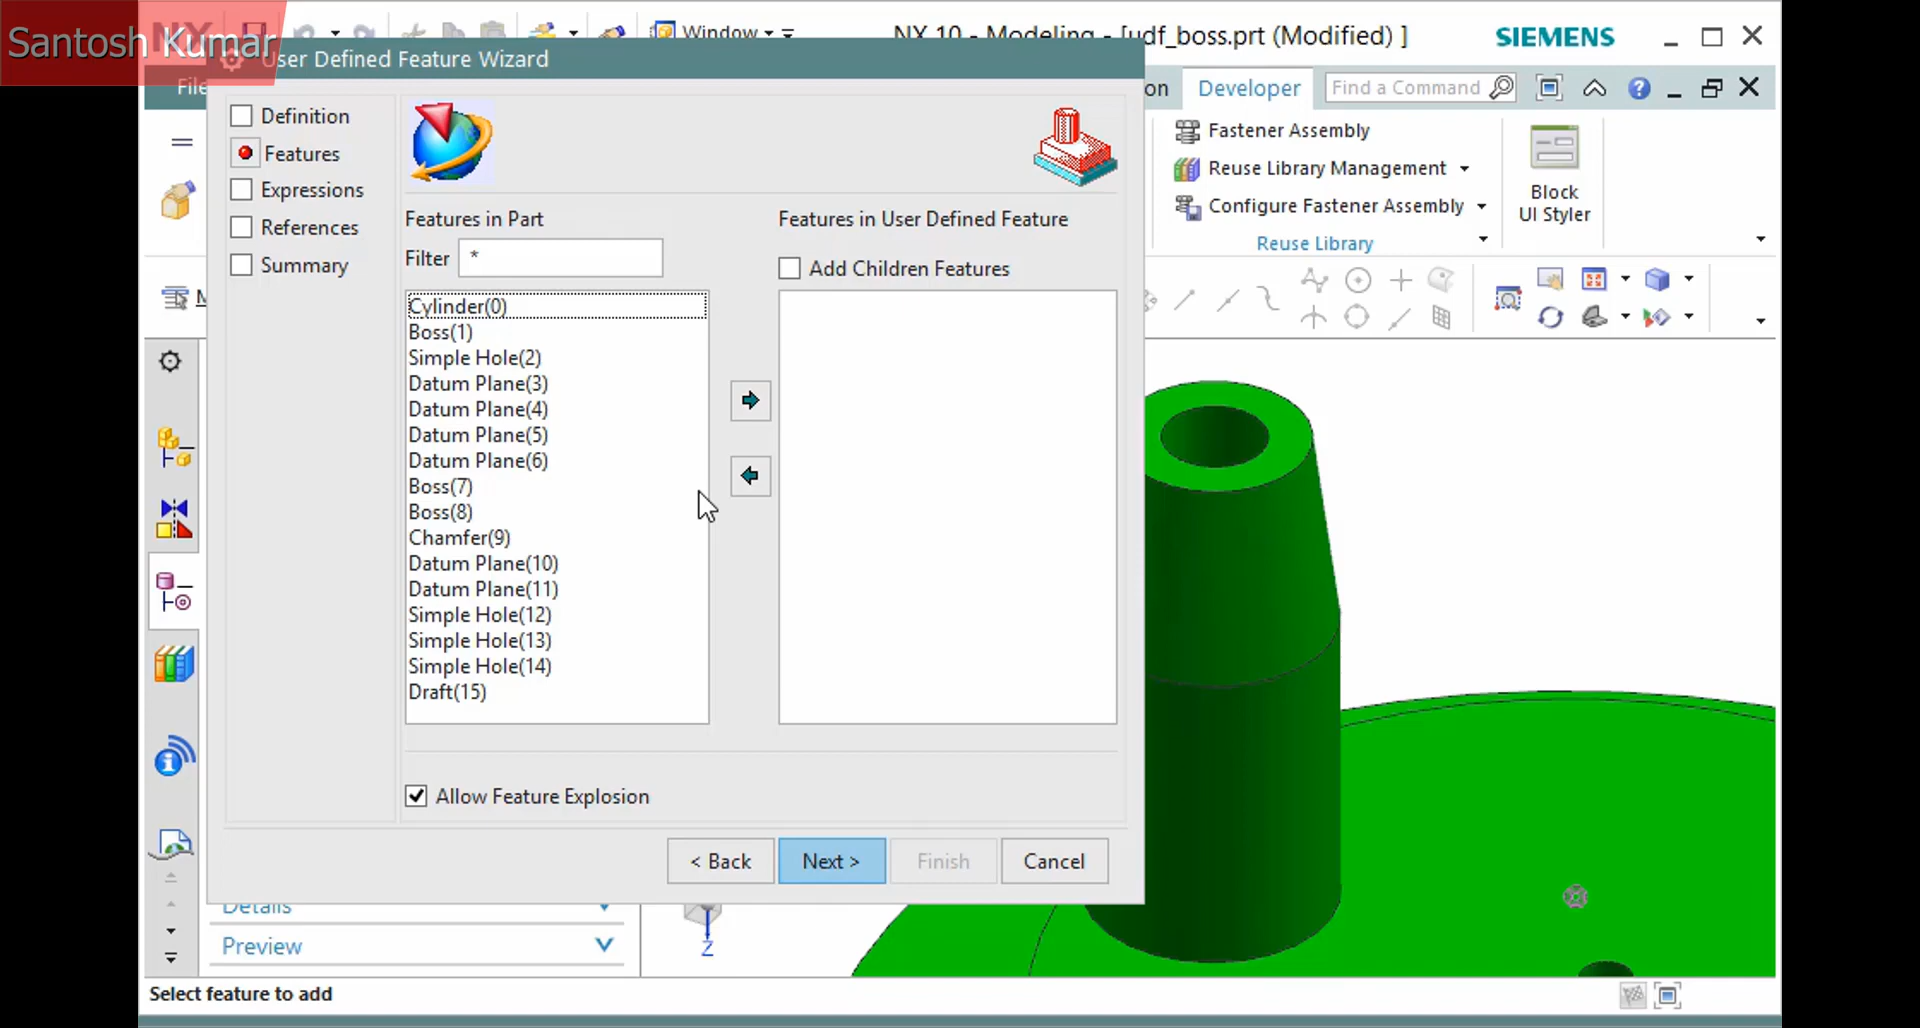 Santosh Kumar
NX
Window
NX 10 - Modeling - [udf_boss.prt (Modified) ]
SIEMENS
User Defined Feature Wizard
File
on
Developer
Find a Command
Definition
Features
Expressions
References
Summary
Fastener Assembly
Reuse Library Management
Configure Fastener Assembly
Reuse Library
Block
UI Styler
M
Features in Part
Filter *
Features in User Defined Feature
Add Children Features
Cylinder(0)
Boss(1)
Simple Hole(2)
Datum Plane(3)
Datum Plane(4)
Datum Plane(5)
Datum Plane(6)
Boss(7)
Boss(8)
Chamfer(9)
Datum Plane(10)
Datum Plane(11)
Simple Hole(12)
Simple Hole(13)
Simple Hole(14)
Draft(15)
Allow Feature Explosion
< Back
Next >
Finish
Cancel
Details
Preview
Z
Select feature to add